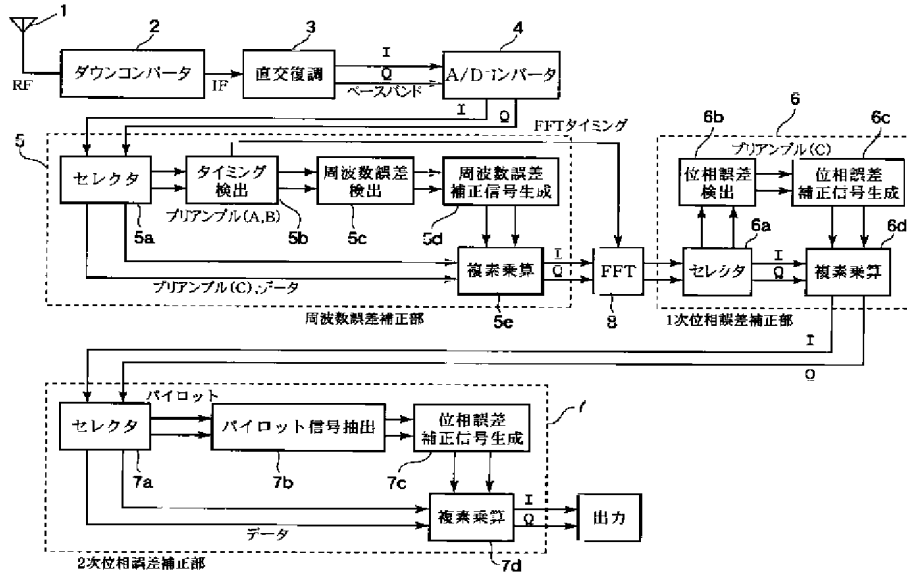 1
2
3
4
ダウンコンバータ
直交復調
A/Dコンバータ
RF
IF
I
Q
ベースバンド
I
Q
FFTタイミング
5
6
6b
6c
プリアンブル(C)
セレクタ
タイミング
検出
周波数誤差
検出
周波数誤差
補正信号生成
位相誤差
検出
位相誤差
補正信号生成
プリアンブル(A,B)
5a
5b
5c
5d
6a
6d
複素乗算
I
Q
FFT
セレクタ
I
Q
複素乗算
プリアンブル(C),データ
5e
8
周波数誤差補正部
1次位相誤差補正部
I
Q
パイロット
7
セレクタ
パイロット信号抽出
位相誤差
補正信号生成
7a
7b
7c
複素乗算
I
Q
出力
データ
7d
2次位相誤差補正部